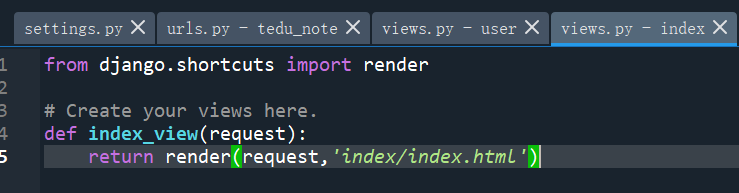 settings.py urls.py - tedu_note views.py - user views.py - index
1 from django.shortcuts import render
2
3 # Create your views here.
4 def index_view(request):
5 return render(request,'index/index.html')